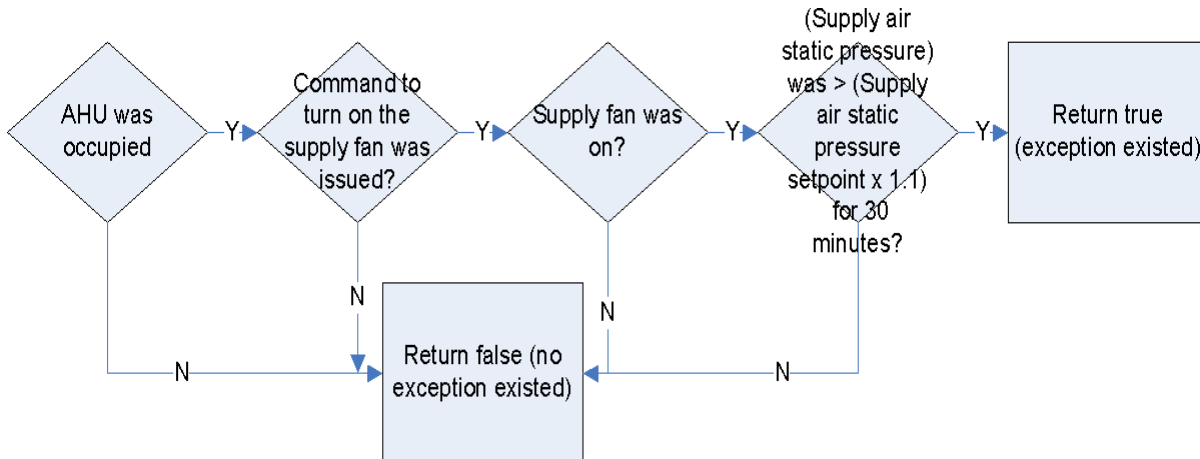 AHU was
occupied
Y
Command to
turn on the
supply fan was
issued?
Y
Supply fan was
on?
Y
(Supply air
static pressure)
was > (Supply
air static
pressure
setpoint x 1.1)
for 30
minutes?
Y
Return true
(exception existed)
N
N
N
N
Return false (no
exception existed)